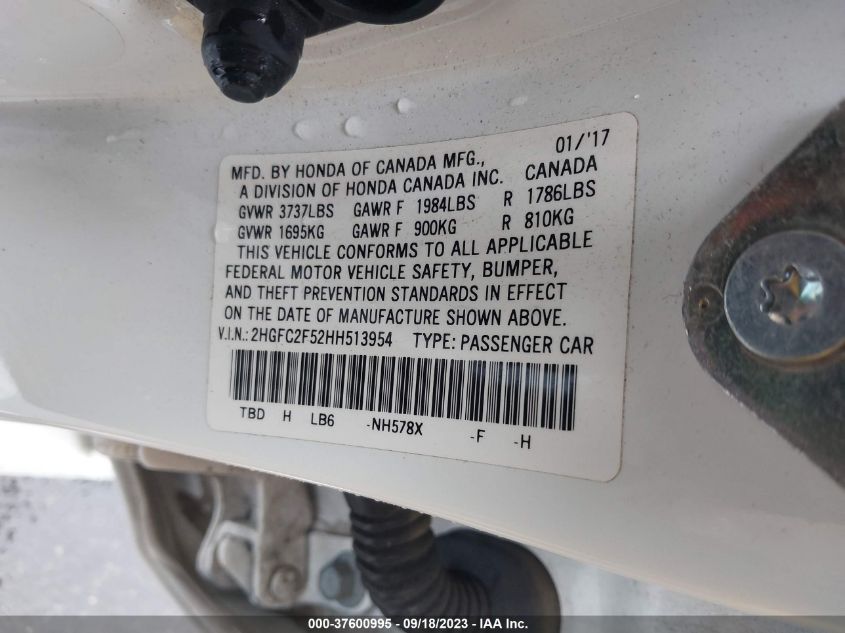 01/'17
MFD. BY HONDA OF CANADA MFG.,
A DIVISION OF HONDA CANADA INC. CANADA
GVWR 3737LBS GAWR F 1984LBS R 1786LBS
GVWR 1695KG GAWR F 900KG R 810KG
THIS VEHICLE CONFORMS TO ALL APPLICABLE
FEDERAL MOTOR VEHICLE SAFETY, BUMPER,
AND THEFT PREVENTION STANDARDS IN EFFECT
ON THE DATE OF MANUFACTURE SHOWN ABOVE.
V.I.N.: 2HGFC2F52HH513954 TYPE: PASSENGER CAR
TBD H LB6 -NH578X -F -H
000-37600995 - 09/18/2023 - IAA Inc.